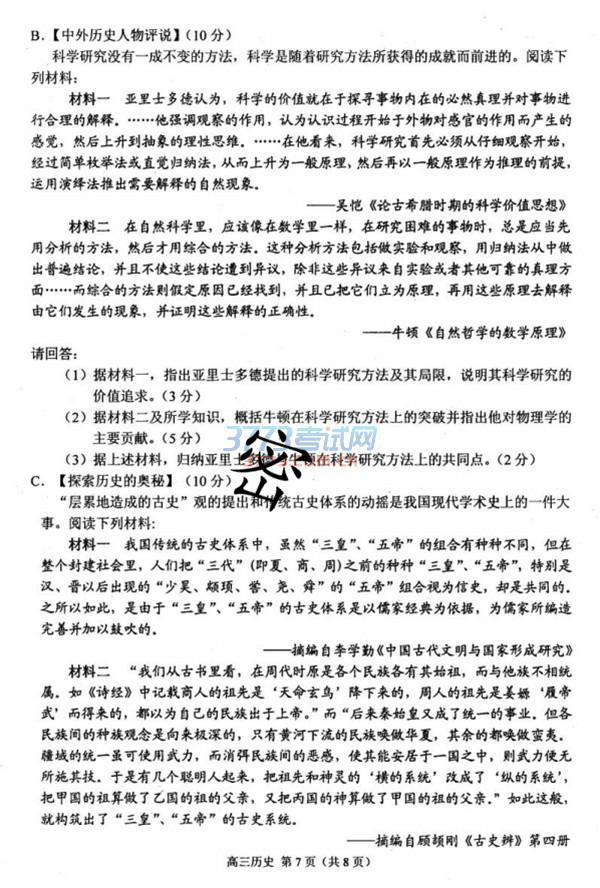 B.【中外历史人物评说】(10分)
科学研究没有一成不变的方法，科学是随着研究方法所获得的成就而前进的。阅读下
列材料:
材料一　亚里士多德认为，科学的价值就在于探寻事物内在的必然真理并对事物进
行合理的解释。……他强调观察的作用，认为认识过程开始于外物对感官的作用而产生的
感觉，然后上升到抽象的理性思维。……在他看来，科学研究首先必须从仔细观察开始，
经过简单枚举法或直觉归纳法，从而上升为一般原理，然后再以一般原理作为推理的前提，
运用演绎法推出需要解释的自然现象。
——吴恺《论古希腊时期的科学价值思想》
材料二　在自然科学里，应该像在数学里一样，在研究困难的事物时，总是应当先
用分析的方法，然后才用综合的方法。这种分析方法包括做实验和观察，用归纳法从中做
出普遍结论，并且不使这些结论遭到异议，除非这些异议来自实验或者其他可靠的真理方
面……而综合的方法则假定原因已经找到，并且已把它们立为原理，再用这些原理去解释
由它们发生的现象，并证明这些解释的正确性。
——牛顿《自然哲学的数学原理》
请回答:
(1）据材料一，指出亚里士多德提出的科学研究方法及其局限，说明其科学研究的
价值追求。（3分）
(2）据材料二及所学知识，概括牛顿在科学研究方法上的突破并指出他对物理学的
主要贡献。（5分）
3773考试网
(3）据上述材料，归纳亚里士多德和牛顿在科学研究方法上的共同点。（2分）
密
C. 【探索历史的奥秘】(10分)
“层累地造成的古史”观的提出和传统古史体系的动摇是我国现代学术史上的一件大
事。阅读下列材料:
材料一　我国传统的古史体系中，虽然“三皇”、“五帝”的组合有种种不同，但在
整个封建社会里，人们把“三代”(即夏、商、周)之前的种种“三皇”、“五帝”，特别是
汉、晋以后出现的“少昊、颛顼、喾、尧、舜”的“五帝”组合视为信史，却是共同的。
之所以如此，是由于“三皇”、“五帝”的古史体系是以儒家经典为依据，为儒家所编造
完善并加以鼓吹的。
——摘编自李学勤《中国古代文明与国家形成研究》
材料二　“我们从古书里看，在周代时原是各个民族各有其始祖，而与他族不相统
属。如《诗经》中记载商人的祖先是‘天命玄鸟’降下来的，周人的祖先是姜嫄‘履帝
武’而得来的，都以为自己的民族出于上帝。”而“后来秦始皇又成了统一的事业。但各
民族间的种族观念是向来极深的，只有黄河下流的民族唤做华夏，其余的都唤做蛮夷。
疆域的统一虽可使用武力，而消弭民族间的恶感，使其能安居于一国之中，则武力便无
所施其技。于是有几个聪明人起来，把祖先和神灵的‘横的系统’改成了‘纵的系统’，
把甲国的祖算做了乙国的祖的父亲，又把丙国的神算做了甲国的祖的父亲。”如此这般，
就构筑出了“三皇”、“五帝”的古史系统。
——摘编自顾颉刚《古史辨》第四册
高三历史 第7页（共8页）